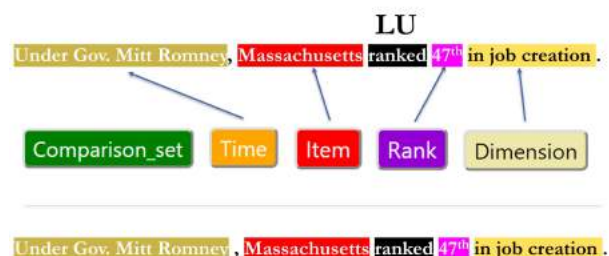 LU
Under Gov. Mitt Romney, Massachusetts ranked 47th in job creation .
Comparison_set Time Item Rank Dimension
Under Gov. Mitt Romney , Massachusetts ranked 47th in job creation .